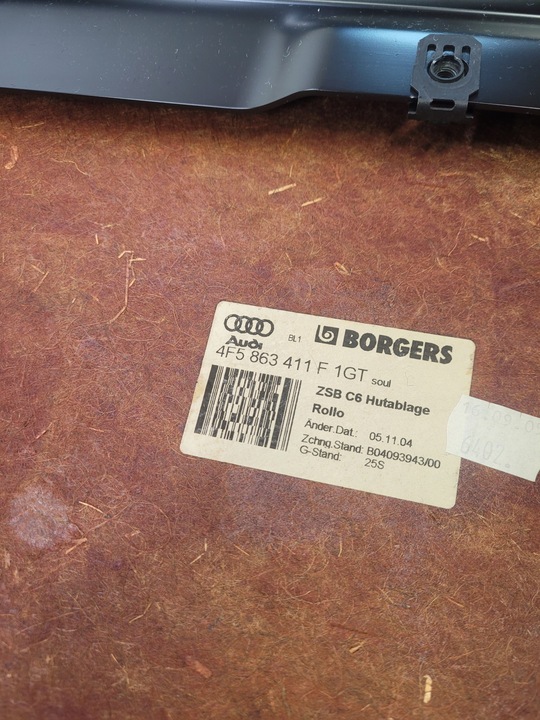 Audi
BL1
BORGERS
4F5 863 411 F 1GT soul
ZSB C6 Hutablage
Rollo
Änder.Dat.: 05.11.04
Zchng.Stand: B04093943/00
G-Stand: 25S